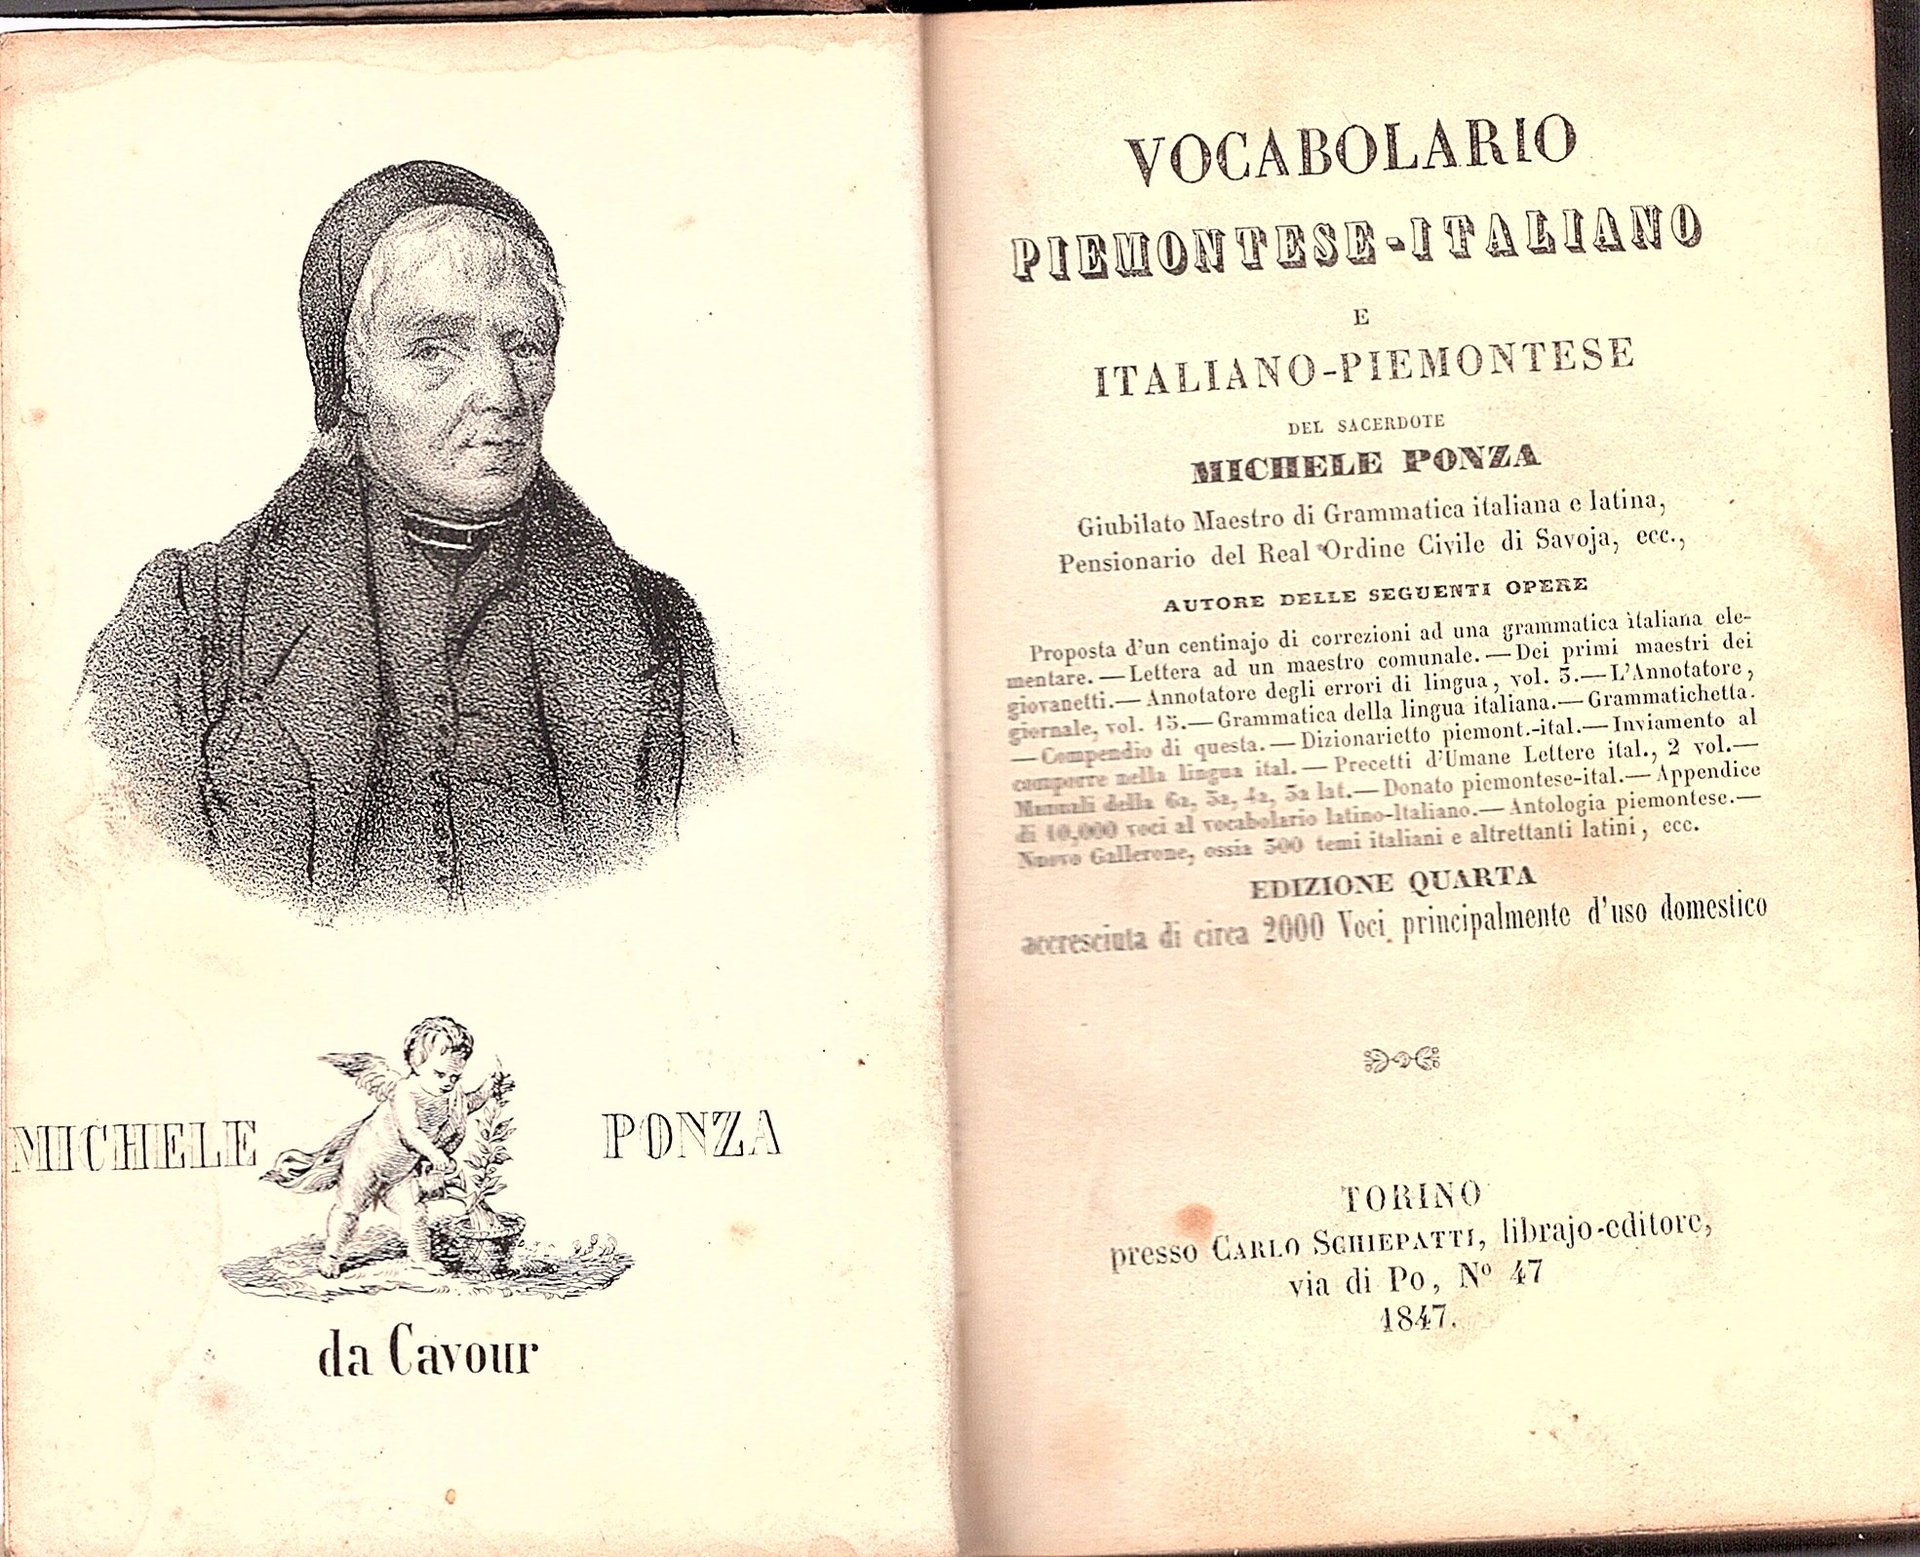 MICHELE PONZA
da Cavour
VOCABOLARIO
PIEMONTESE-ITALIANO
E
ITALIANO-PIEMONTESE
DEL SACERDOTE
MICHELE PONZA
Giubilato Maestro di Grammatica italiana e latina,
Pensionario del Real Ordine Civile di Savoja, ecc.,
AUTORE DELLE SEGUENTI OPERE
Proposta d'un centinajo di correzioni ad una grammatica italiana ele-
mentare. — Lettera ad un maestro comunale. — Dei primi maestri dei
giovanetti. — Annotatore degli errori di lingua, vol. 3. — L'Annotatore,
giornale, vol. 15. — Grammatica della lingua italiana. — Grammatichetta.
— Compendio di questa. — Dizionarietto piemont.-ital. — Inviamento al
comporre nella lingua ital. — Precetti d'Umane Lettere ital., 2 vol. —
Manuali della 6a, 5a, 4a, 3a lat. — Donato piemontese-ital. — Appendice
di 10,000 voci al vocabolario latino-Italiano. — Antologia piemontese. —
Nuovo Gallerone, ossia 300 temi italiani e altrettanti latini, ecc.
EDIZIONE QUARTA
accresciuta di circa 2000 Voci principalmente d'uso domestico
TORINO
presso CARLO SCHIEPATTI, librajo-editore,
via di Po, Nº 47
1847.